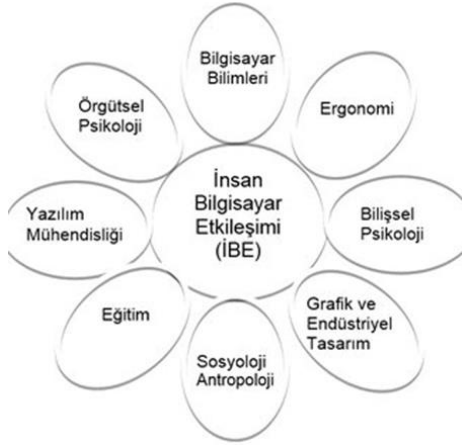 Bilgisayar
Bilimleri
Örgütsel
Psikoloji
Ergonomi
İnsan
Bilgisayar
Etkileşimi
(İBE)
Yazılım
Mühendisliği
Bilişsel
Psikoloji
Eğitim
Grafik ve
Endüstriyel
Tasarım
Sosyoloji
Antropoloji